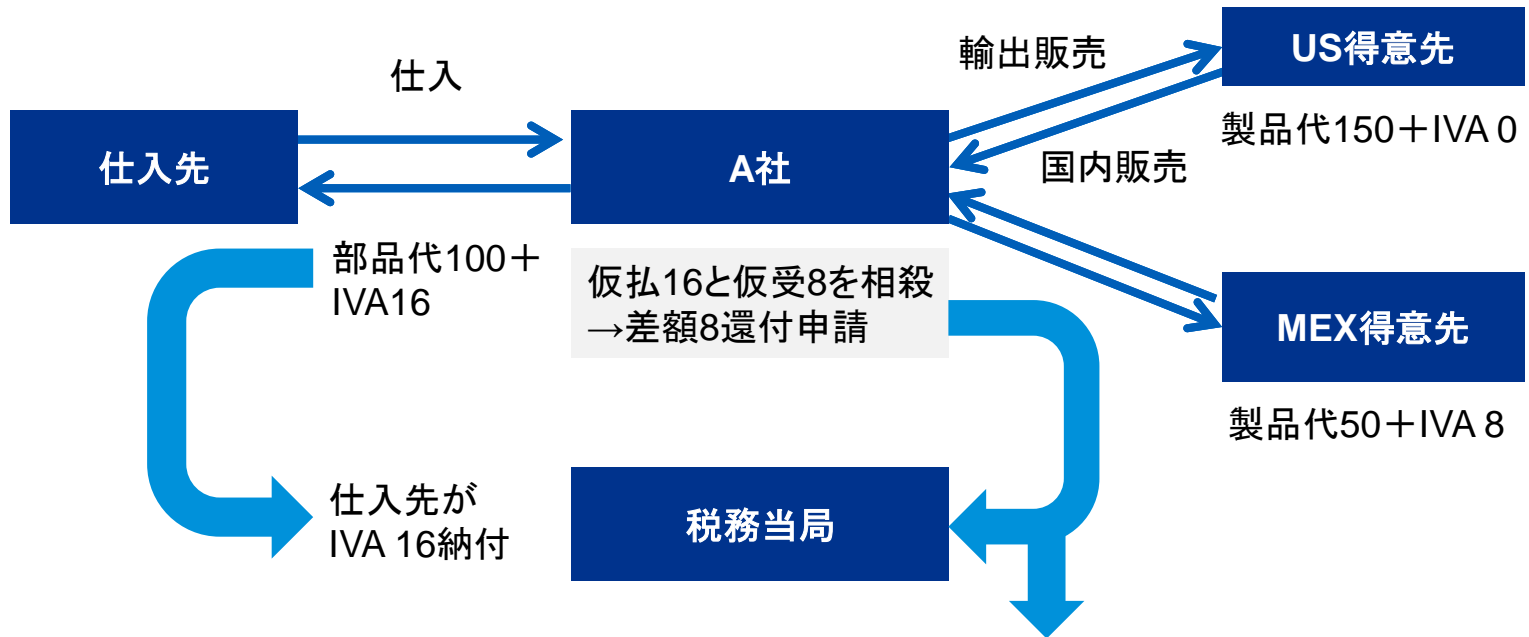 仕入
輸出販売
US得意先
製品代150＋IVA 0
仕入先
A社
国内販売
部品代100＋
IVA16
仮払16と仮受8を相殺
→差額8還付申請
MEX得意先
製品代50＋IVA 8
仕入先が
IVA 16納付
税務当局